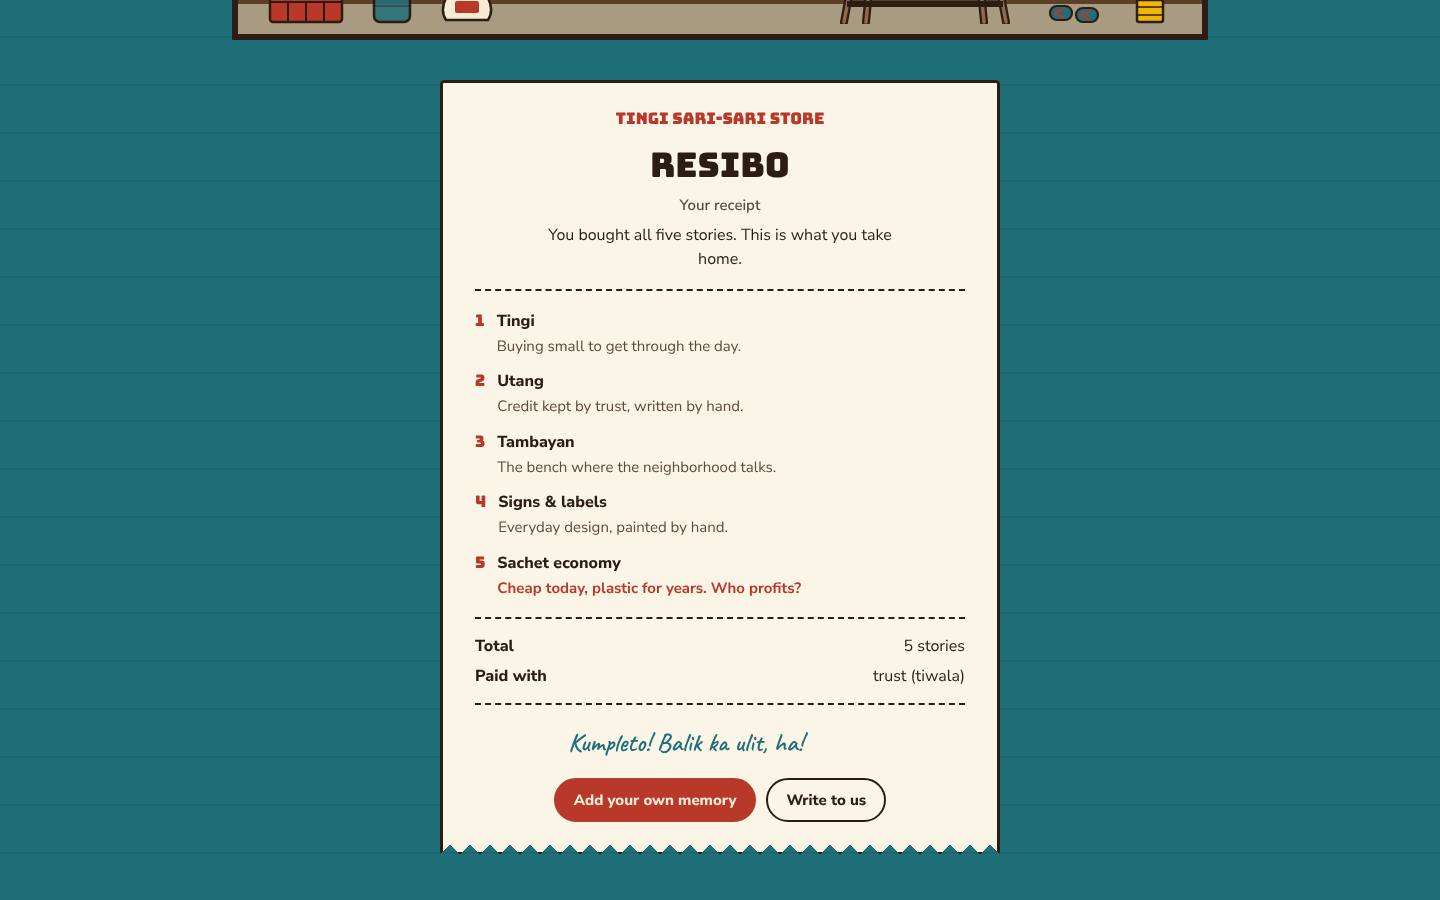 TINGI SARI-SARI STORE
RESIBO
Your receipt
You bought all five stories. This is what you take
home.
1 Tingi
Buying small to get through the day.
2 Utang
Credit kept by trust, written by hand.
3 Tambayan
The bench where the neighborhood talks.
4 Signs & labels
Everyday design, painted by hand.
5 Sachet economy
Cheap today, plastic for years. Who profits?
Total 5 stories
Paid with trust (tiwala)
Kumpleto! Balik ka ulit, ha!
Add your own memory Write to us